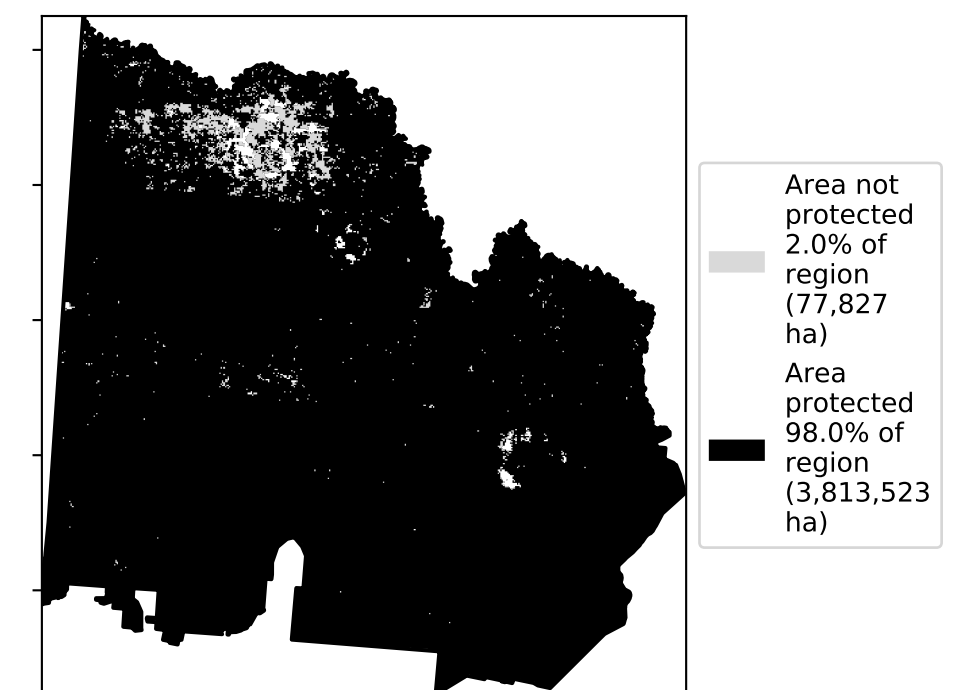 Area not
protected
2.0% of
region
(77,827
ha)
Area
protected
98.0% of
region
(3,813,523
ha)